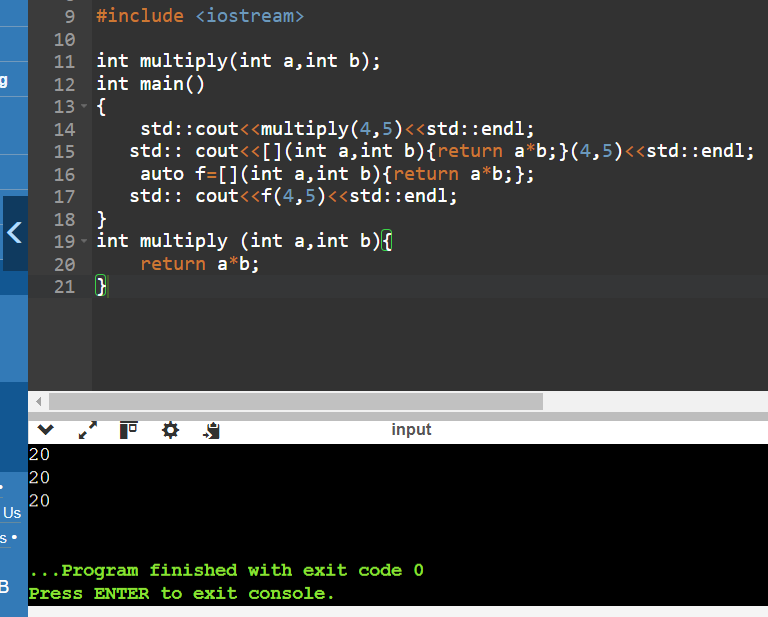 9 #include <iostream>
10
11 int multiply(int a,int b);
12 int main()
13 {
14     std::cout<<multiply(4,5)<<std::endl;
15    std:: cout<<[](int a,int b){return a*b;}(4,5)<<std::endl;
16     auto f=[](int a,int b){return a*b;};
17    std:: cout<<f(4,5)<<std::endl;
18 }
19 int multiply (int a,int b){
20     return a*b;
21 }
g
input
20
20
20
Us
s •
B
...Program finished with exit code 0
Press ENTER to exit console.